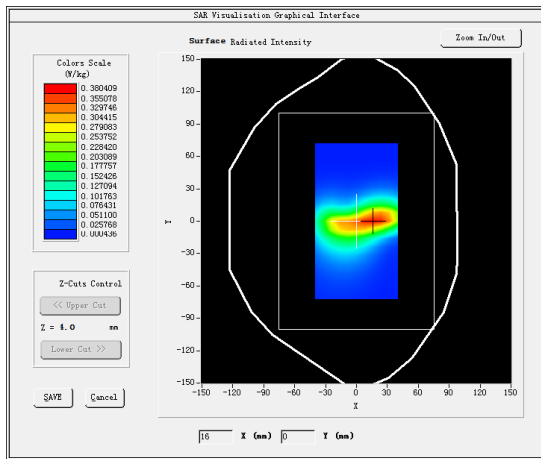 SAR Visualisation Graphical Interface
Surface Radiated Intensity
Zoom In/Out
Colors Scale
(W/kg)
0.380409
0.355078
0.329746
0.304415
0.279083
0.253752
0.228420
0.203089
0.177757
0.152426
0.127094
0.101763
0.076431
0.051100
0.025768
0.000436
150
120
90
60
30
0
-30
-60
-90
-120
-150
Y
-150 -120 -90 -60 -30 0 30 60 90 120 150
X
Z-Cuts Control
<< Upper Cut
Z = 4.0 mm
Lower Cut >>
SAVE Cancel
16 X (mm) 0 Y (mm)